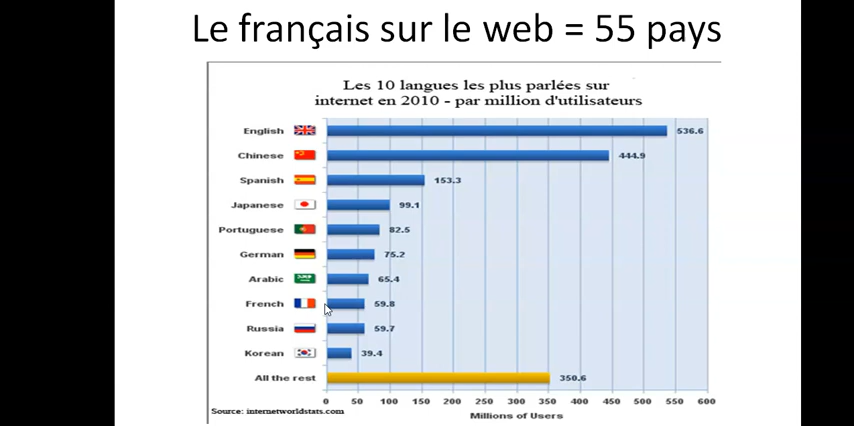 Le français sur le web = 55 pays
Les 10 langues les plus parlées sur
internet en 2010 - par million d'utilisateurs
English 536.6
Chinese 444.9
Spanish 153.3
Japanese 99.1
Portuguese 82.5
German 75.2
Arabic 65.4
French 59.8
Russia 59.7
Korean 39.4
All the rest 350.6
0 50 100 150 200 250 300 350 400 450 500 550 600
Millions of Users
Source: internetworldstats.com